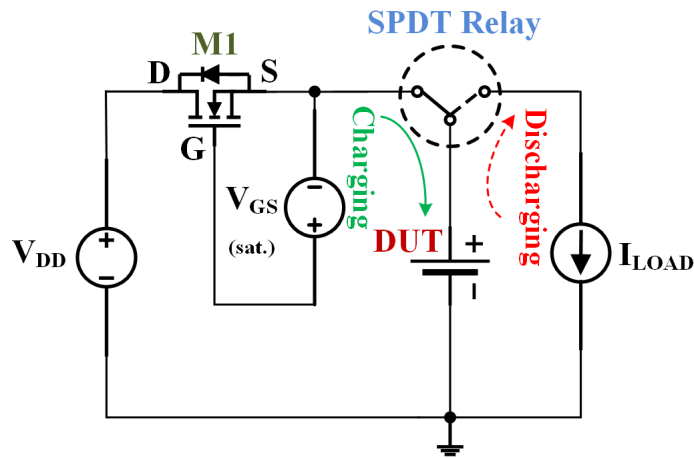 SPDT Relay
M1
D
S
G
Charging
Discharging
VGS
(sat.)
DUT
VDD
ILOAD
+
−
−
+
+
−